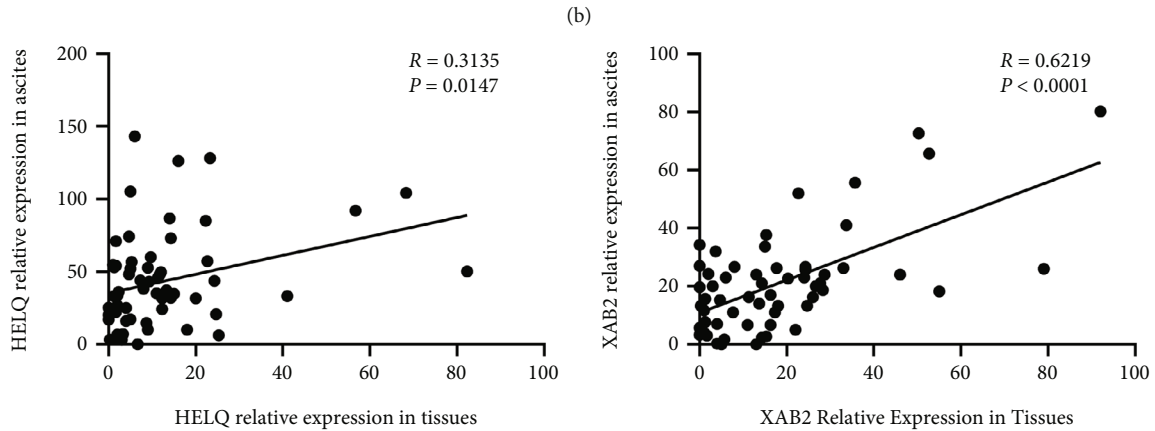 (b)
HELQ relative expression in ascites
200
150
100
50
0
R = 0.3135
P = 0.0147
0 20 40 60 80 100
HELQ relative expression in tissues
XAB2 relative expression in ascites
100
80
60
40
20
0
R = 0.6219
P < 0.0001
0 20 40 60 80 100
XAB2 Relative Expression in Tissues